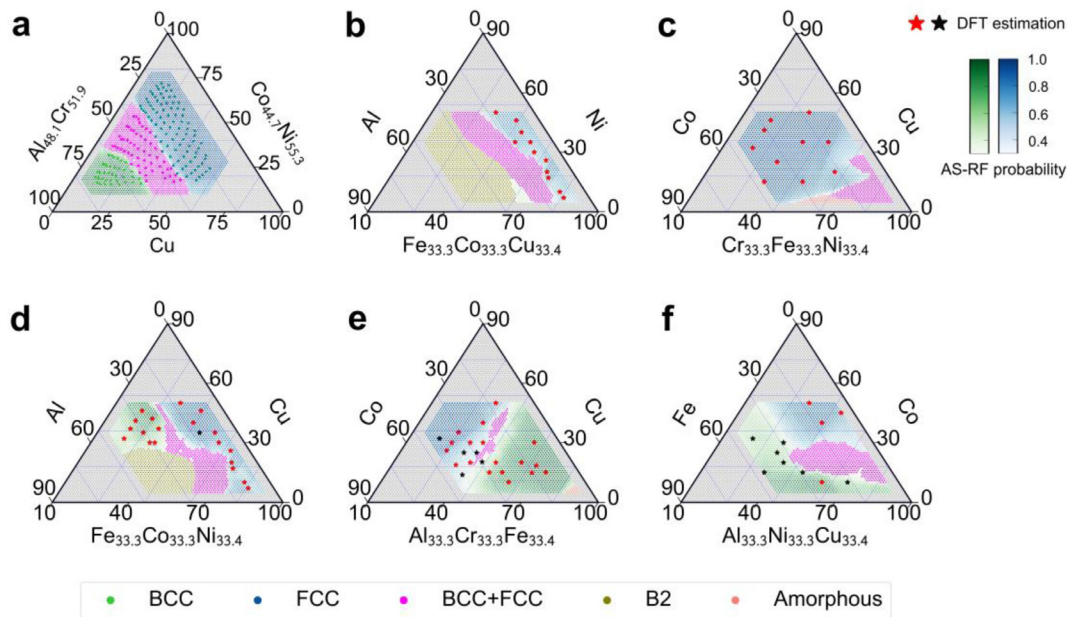 a
0
100
25
75
50
50
75
25
100
0
0
25
50
75
100
Al48.1Cr51.9
Co44.7Ni55.3
Cu
b
0
90
30
60
60
30
90
0
10
40
70
100
Al
Ni
Fe33.3Co33.3Cu33.4
c
0
90
30
60
60
30
90
0
10
40
70
100
Co
Cu
Cr33.3Fe33.3Ni33.4
DFT estimation
1.0
0.8
0.6
0.4
AS-RF probability
d
0
90
30
60
60
30
90
0
10
40
70
100
Al
Cu
Fe33.3Co33.3Ni33.4
e
0
90
30
60
60
30
90
0
10
40
70
100
Co
Cu
Al33.3Cr33.3Fe33.4
f
0
90
30
60
60
30
90
0
10
40
70
100
Fe
Co
Al33.3Ni33.3Cu33.4
BCC FCC BCC+FCC B2 Amorphous